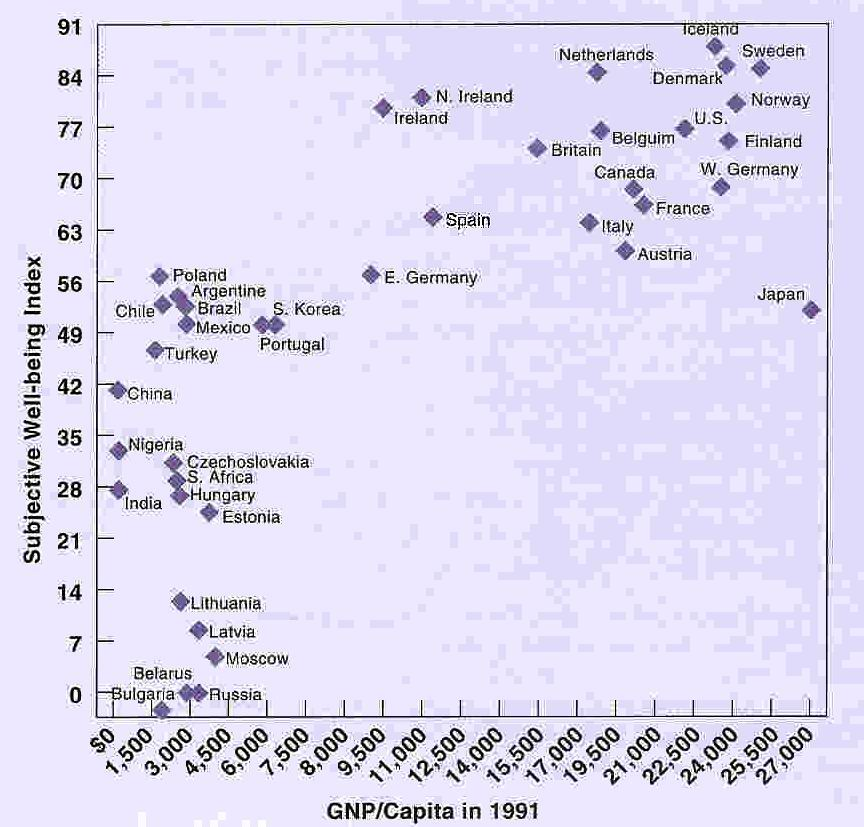 91
Iceland
Netherlands
Sweden
84
Denmark
N. Ireland
Norway
Ireland
U.S.
77
Belguim
Finland
Britain
Canada
W. Germany
70
France
Spain
Italy
63
Austria
Poland
E. Germany
56
Argentine
Japan
Chile
Brazil
S. Korea
Mexico
49
Portugal
Turkey
42
China
35
Nigeria
Czechoslovakia
S. Africa
28
Hungary
India
Estonia
21
14
Lithuania
Latvia
7
Moscow
Belarus
0
Bulgaria
Russia
Subjective Well-being Index
$0
1,500
3,000
4,500
6,000
7,500
8,000
9,500
11,000
12,500
14,000
15,500
17,000
19,500
21,000
22,500
24,000
25,500
27,000
GNP/Capita in 1991